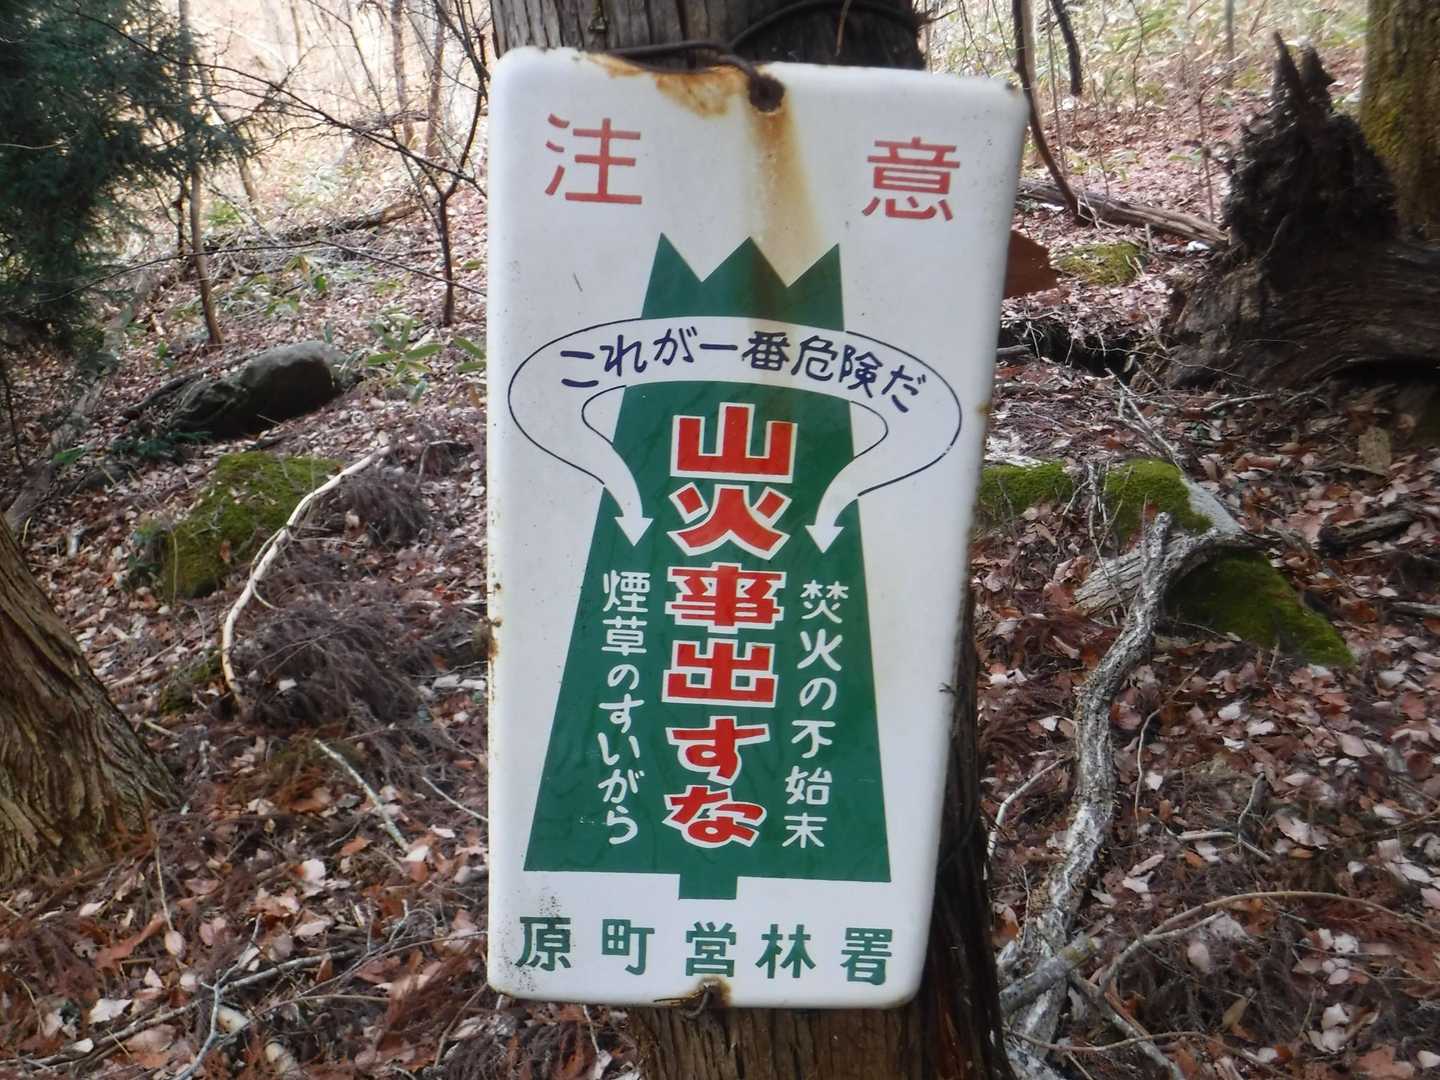 注意
これが一番危険だ
山火事出すな
焚火の不始末
煙草のすいがら
原町営林署